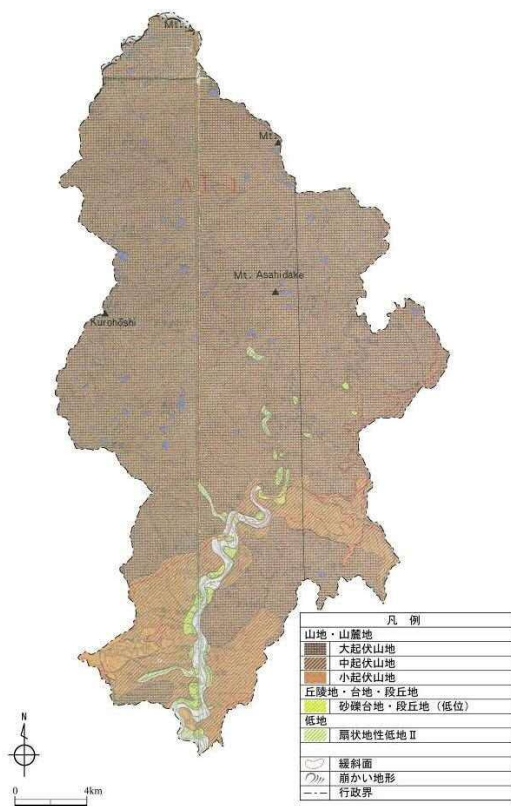 Mt.
Mt.
Mt. Asahidake
Kurohōshi
凡 例
山地・山麓地
大起伏山地
中起伏山地
小起伏山地
丘陵地・台地・段丘地
砂礫台地・段丘地(低位)
低地
扇状地性低地Ⅱ
緩斜面
崩かい地形
行政界
N
0 4km